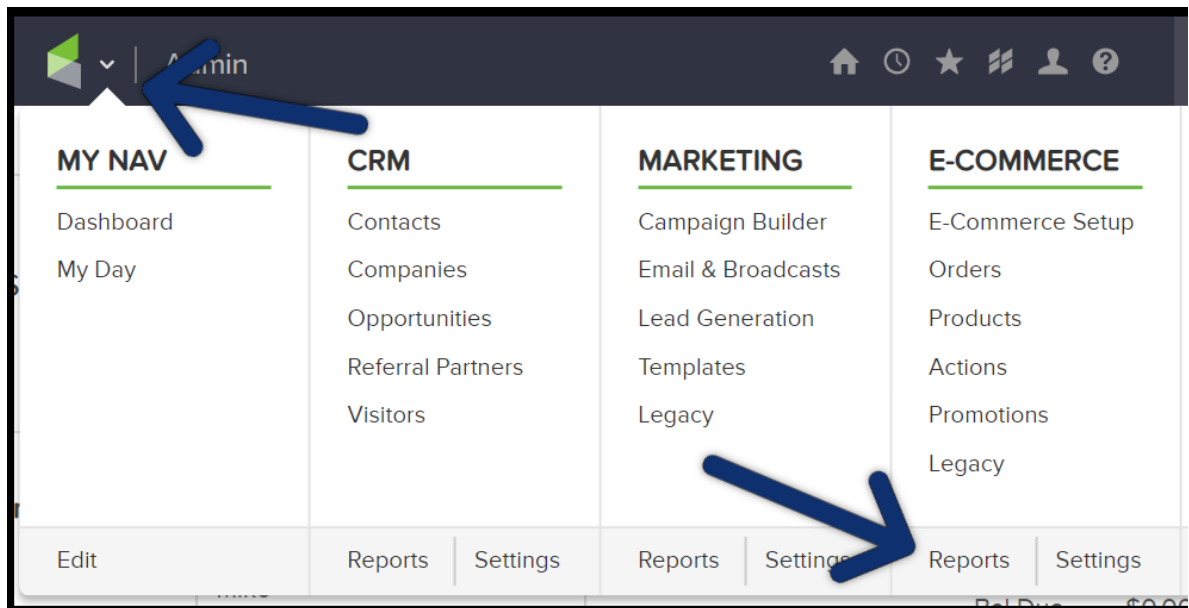 Admin
MY NAV
Dashboard
My Day
Edit
CRM
Contacts
Companies
Opportunities
Referral Partners
Visitors
Reports
Settings
MARKETING
Campaign Builder
Email & Broadcasts
Lead Generation
Templates
Legacy
Reports
Settings
E-COMMERCE
E-Commerce Setup
Orders
Products
Actions
Promotions
Legacy
Reports
Settings